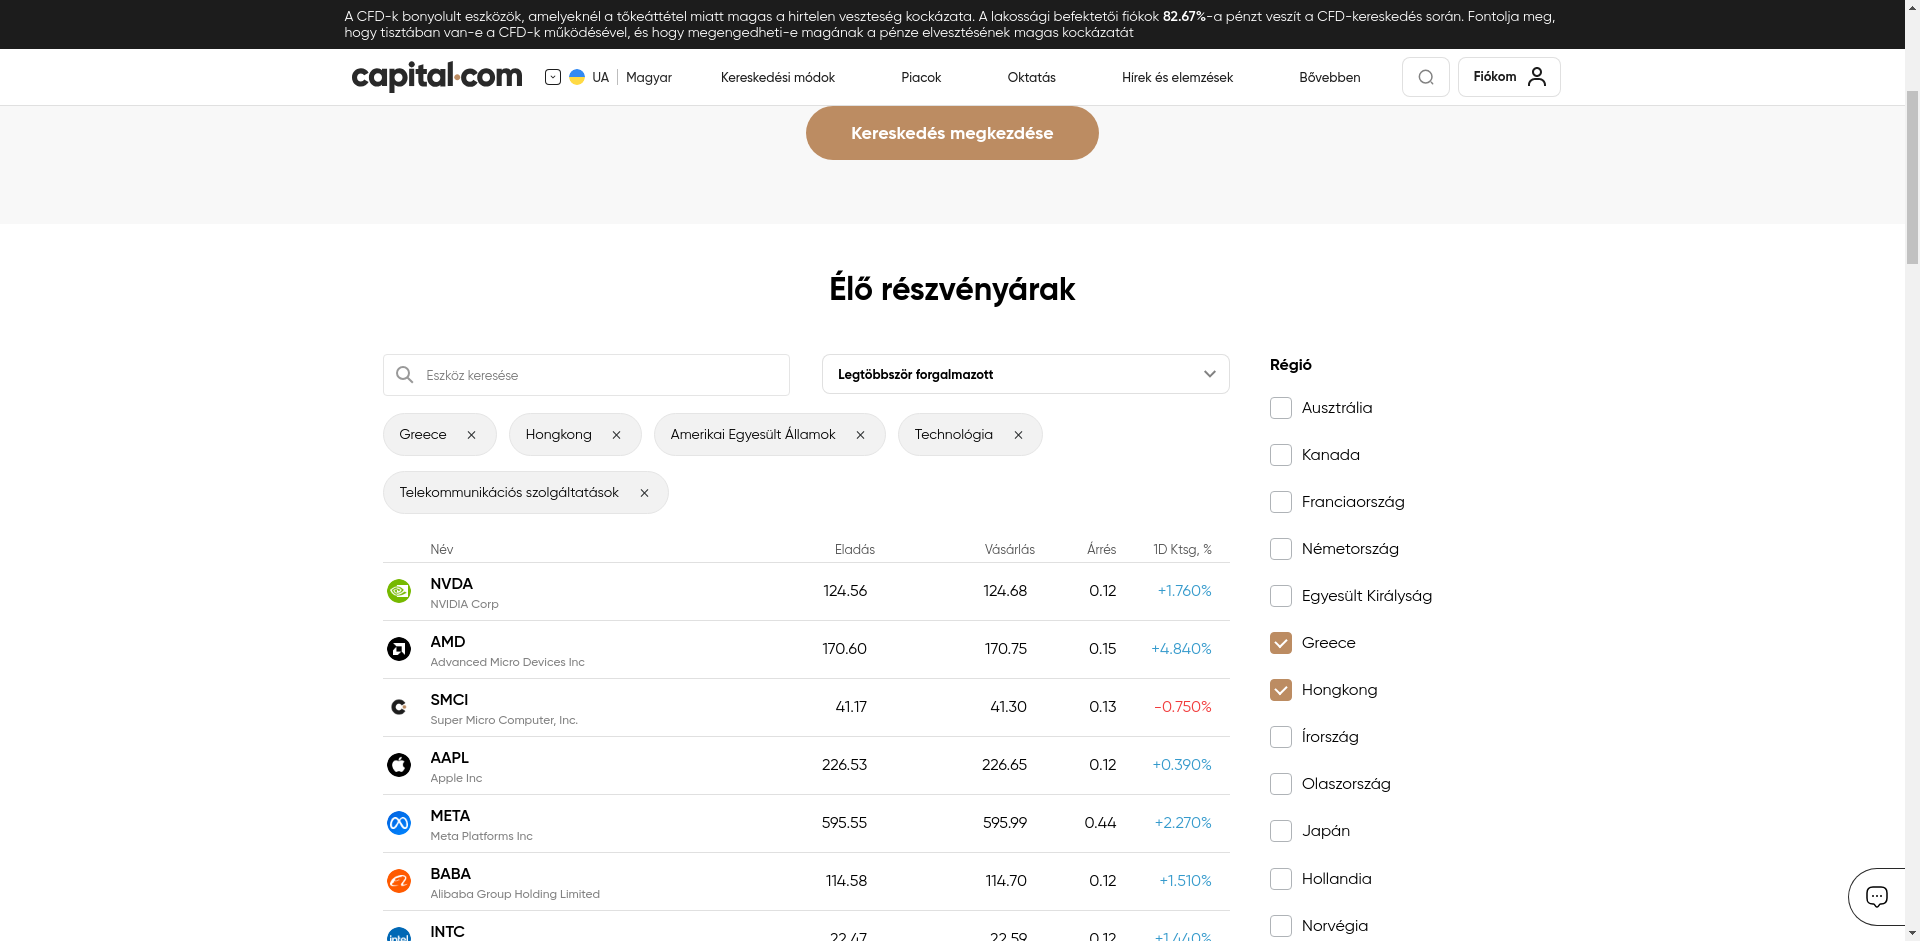 A CFD-k bonyolult eszközök, amelyeknél a tőkeáttétel miatt magas a hirtelen veszteség kockázata. A lakossági befektetői fiókok 82.67%-a pénzt veszít a CFD-kereskedés során. Fontolja meg,
hogy tisztában van-e a CFD-k működésével, és hogy megengedheti-e magának a pénze elvesztésének magas kockázatát
capital.com
UA
Magyar
Kereskedési módok
Piacok
Oktatás
Hírek és elemzések
Bővebben
Fiókom
Kereskedés megkezdése
Élő részvényárak
Eszköz keresése
Legtöbbször forgalmazott
Greece
Hongkong
Amerikai Egyesült Államok
Technológia
Telekommunikációs szolgáltatások
Név Eladás Vásárlás Árrés 1D Ktsg, %
NVDA
NVIDIA Corp
124.56 124.68 0.12 +1.760%
AMD
Advanced Micro Devices Inc
170.60 170.75 0.15 +4.840%
SMCI
Super Micro Computer, Inc.
41.17 41.30 0.13 -0.750%
AAPL
Apple Inc
226.53 226.65 0.12 +0.390%
META
Meta Platforms Inc
595.55 595.99 0.44 +2.270%
BABA
Alibaba Group Holding Limited
114.58 114.70 0.12 +1.510%
intel
INTC
22.47 22.59 0.12 +1.440%
Régió
Ausztrália
Kanada
Franciaország
Németország
Egyesült Királyság
Greece
Hongkong
Írország
Olaszország
Japán
Hollandia
Norvégia